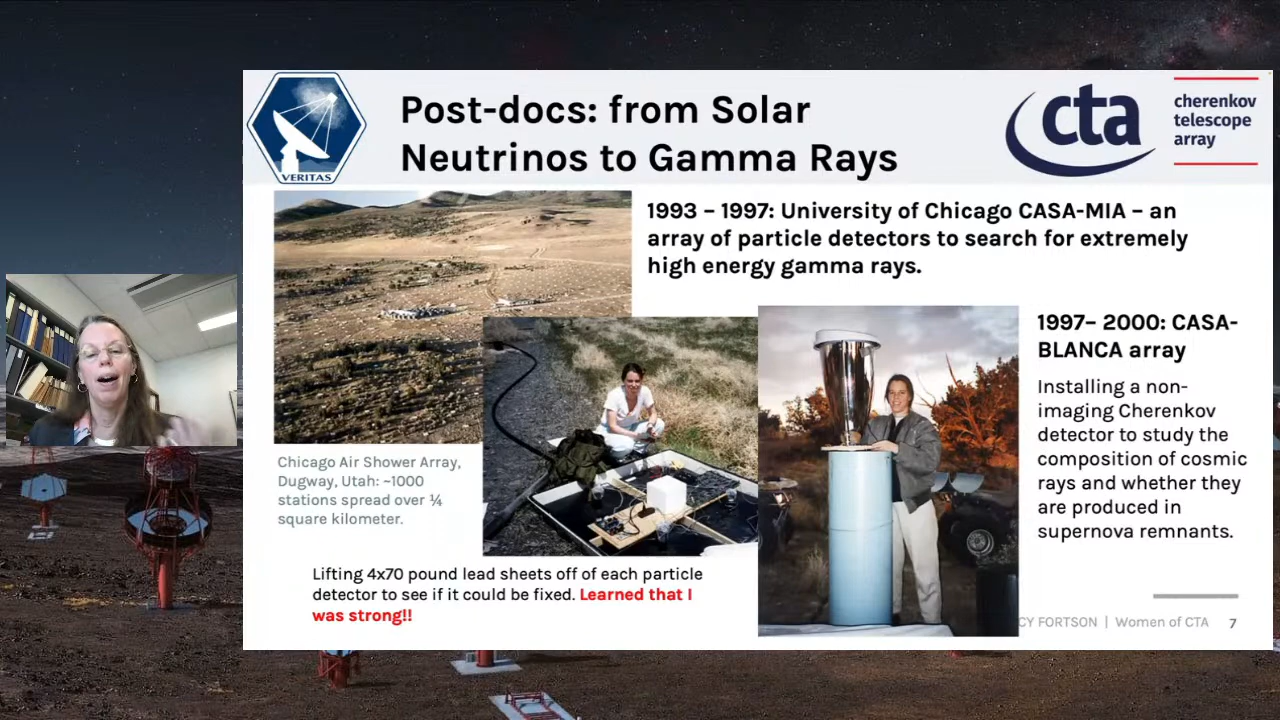 Post-docs: from Solar
Neutrinos to Gamma Rays
VERITAS
cta
cherenkov
telescope
array
1993 – 1997: University of Chicago CASA-MIA – an
array of particle detectors to search for extremely
high energy gamma rays.
1997– 2000: CASA-
BLANCA array
Installing a non-
imaging Cherenkov
detector to study the
composition of cosmic
rays and whether they
are produced in
supernova remnants.
Chicago Air Shower Array,
Dugway, Utah: ~1000
stations spread over ¼
square kilometer.
Lifting 4x70 pound lead sheets off of each particle
detector to see if it could be fixed. Learned that I
was strong!!
CY FORTSON | Women of CTA 7